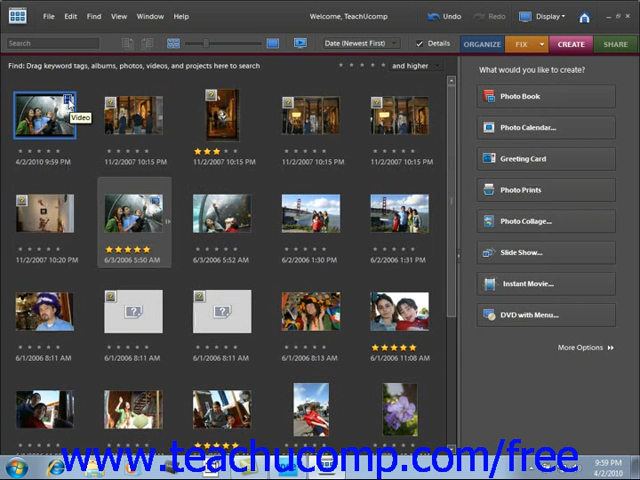 File Edit Find View Window Help Welcome, TeachUcomp Undo Redo Display
Search Date (Newest First) Details ORGANIZE FIX CREATE SHARE
Find: Drag keyword tags, albums, photos, videos, and projects here to search and higher
What would you like to create?
Photo Book
Photo Calendar...
Greeting Card
Photo Prints
Photo Collage...
Slide Show...
Instant Movie...
DVD with Menu...
More Options
Video
4/2/2010 9:59 PM 11/2/2007 10:15 PM 11/2/2007 10:15 PM 11/2/2007 10:15 PM 11/2/2007 10:15 PM
11/2/2007 10:20 PM 6/3/2006 5:50 AM 6/3/2006 5:52 AM 6/2/2006 1:30 PM 6/2/2006 1:31 PM
6/1/2006 8:11 AM 6/1/2006 8:11 AM 6/1/2006 8:11 AM 6/1/2006 8:13 AM 6/1/2006 11:08 AM
www.teachucomp.com/free
9:59 PM
4/2/2010